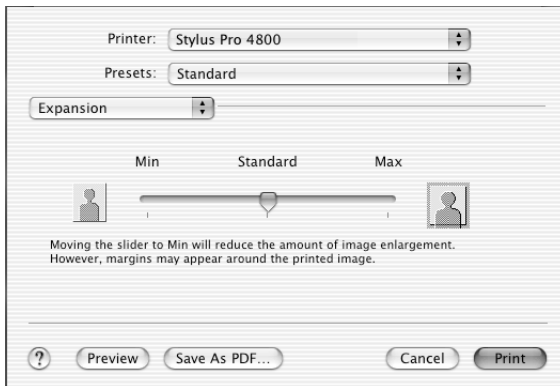 Printer: Stylus Pro 4800
Presets: Standard
Expansion
Min Standard Max
Moving the slider to Min will reduce the amount of image enlargement.
However, margins may appear around the printed image.
? Preview Save As PDF... Cancel Print